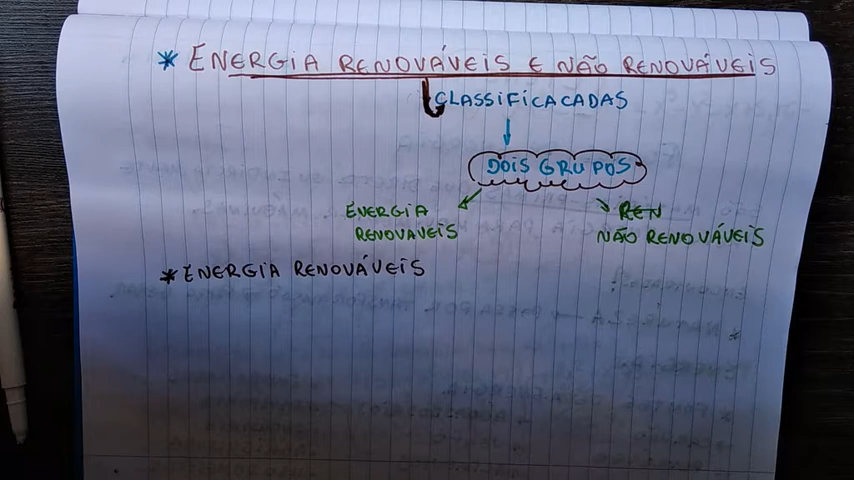 * ENERGIA RENOVÁVEIS E NÃO RENOVÁVEIS
CLASSIFICACADAS
DOIS GRUPOS
ENERGIA
RENOVAVEIS
REN
NÃO RENOVÁVEIS
* ENERGIA RENOVÁVEIS